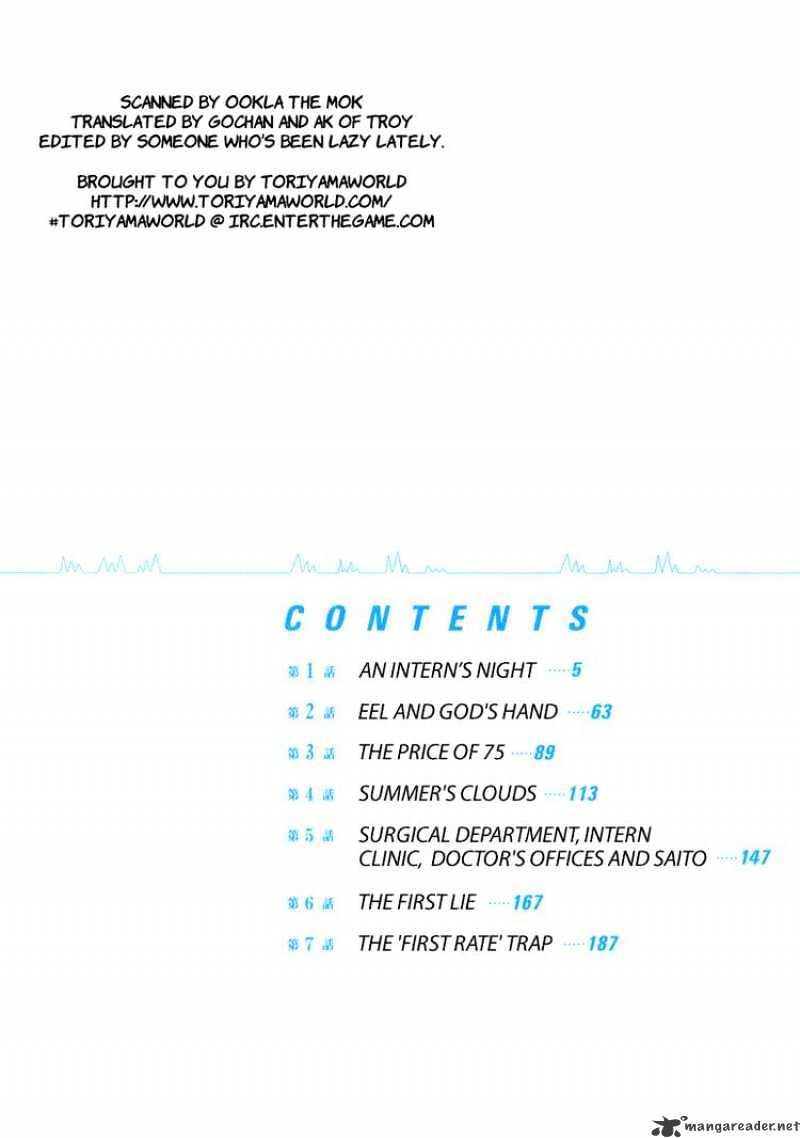 SCANNED BY OOKLA THE MOK
TRANSLATED BY GOCHAN AND AK OF TROY
EDITED BY SOMEONE WHO'S BEEN LAZY LATELY.
BROUGHT TO YOU BY TORIYAMAWORLD
HTTP://WWW.TORIYAMAWORLD.COM/
#TORIYAMAWORLD @ IRC.ENTERTHEGAME.COM
CONTENTS
第1話 AN INTERN'S NIGHT ·····5
第2話 EEL AND GOD'S HAND ·····63
第3話 THE PRICE OF 75 ·····89
第4話 SUMMER'S CLOUDS ·····113
第5話 SURGICAL DEPARTMENT, INTERN
CLINIC, DOCTOR'S OFFICES AND SAITO ·····147
第6話 THE FIRST LIE ·····167
第7話 THE 'FIRST RATE' TRAP ·····187
mangareader.net